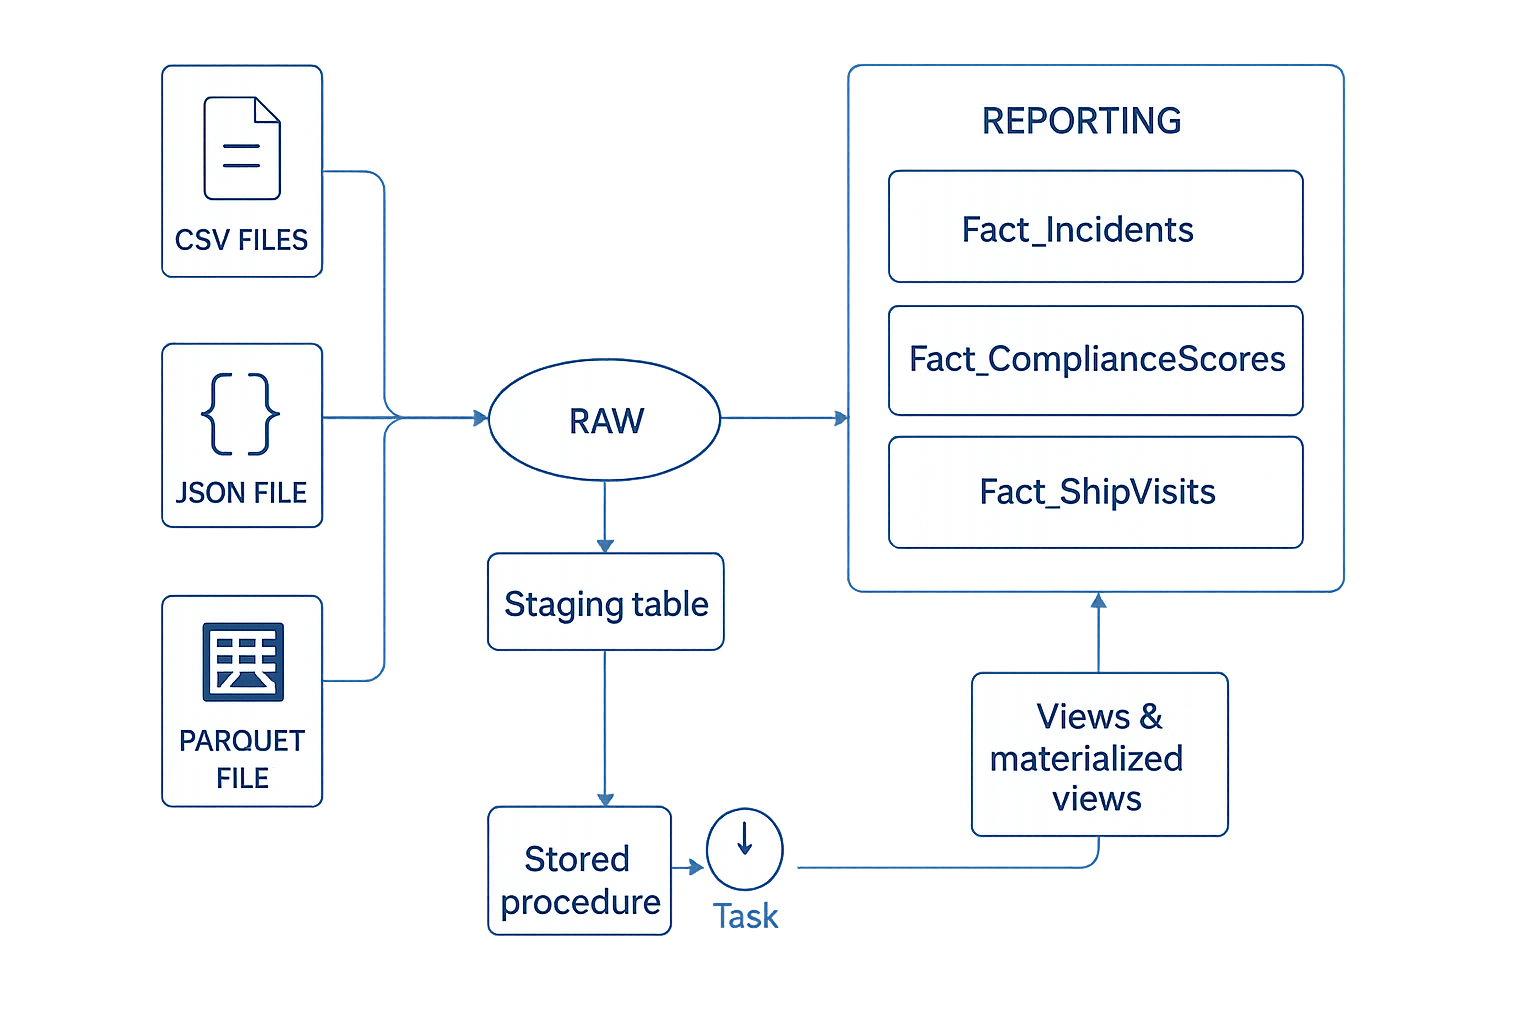 CSV FILES
JSON FILE
PARQUET
FILE
RAW
Staging table
Stored
procedure
Task
REPORTING
Fact_Incidents
Fact_ComplianceScores
Fact_ShipVisits
Views &
materialized
views